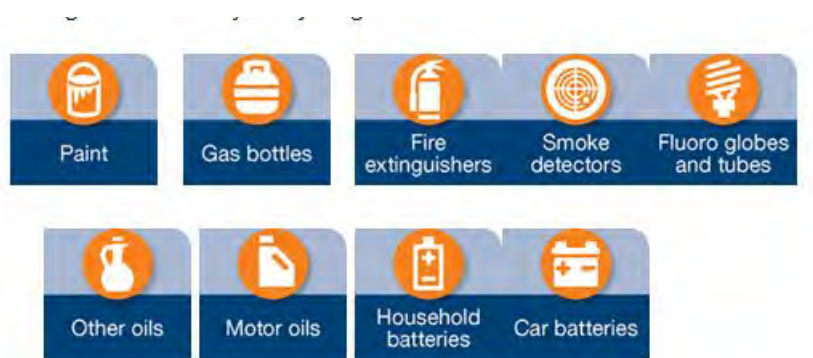 Paint
Gas bottles
Fire
extinguishers
Smoke
detectors
Fluoro globes
and tubes
Other oils
Motor oils
Household
batteries
Car batteries